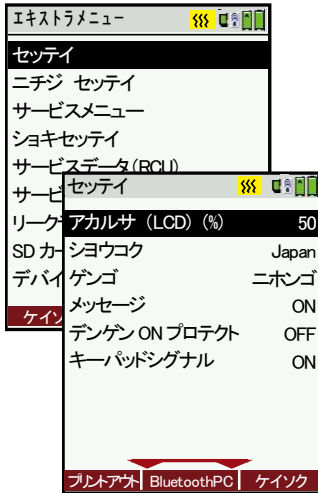 エキストラメニュー
セッテイ
ニチジ セッテイ
サービスメニュー
ショキセッテイ
サービスデータ(RCU)
サービ
リーク
SD カー
デバイ
ケイソ
セッテイ
アカルサ (LCD) (%) 50
シヨウコク Japan
ゲンゴ ニホンゴ
メッセージ ON
デンゲン ON プロテクト OFF
キーパッドシグナル ON
プリントアウト BluetoothPC ケイソク